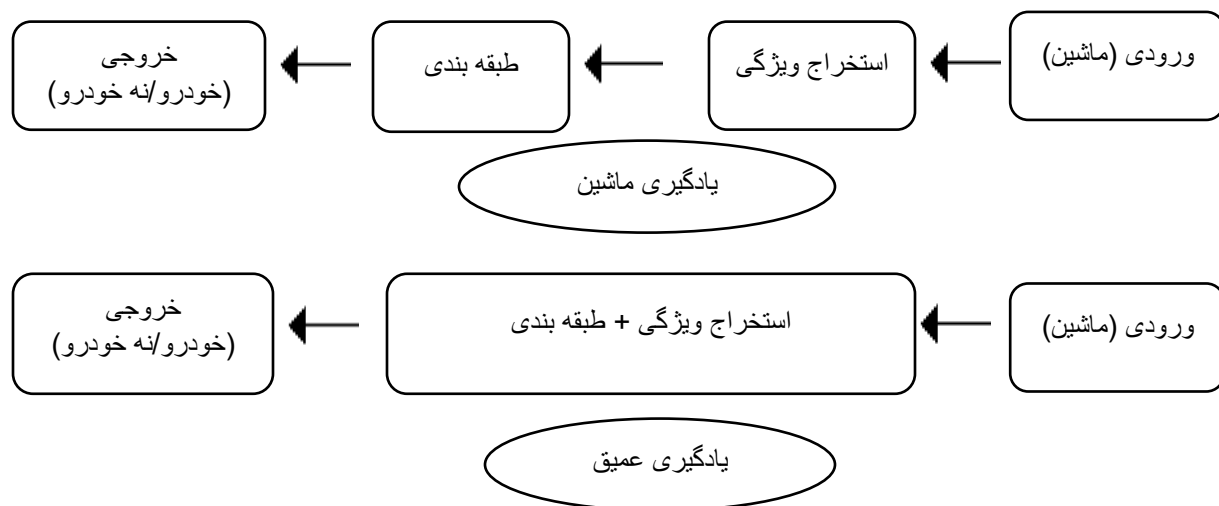 ورودی (ماشین)
استخراج ویژگی
طبقه بندی
خروجی
(خودرو/نه خودرو)
یادگیری ماشین
ورودی (ماشین)
استخراج ویژگی + طبقه بندی
خروجی
(خودرو/نه خودرو)
یادگیری عمیق